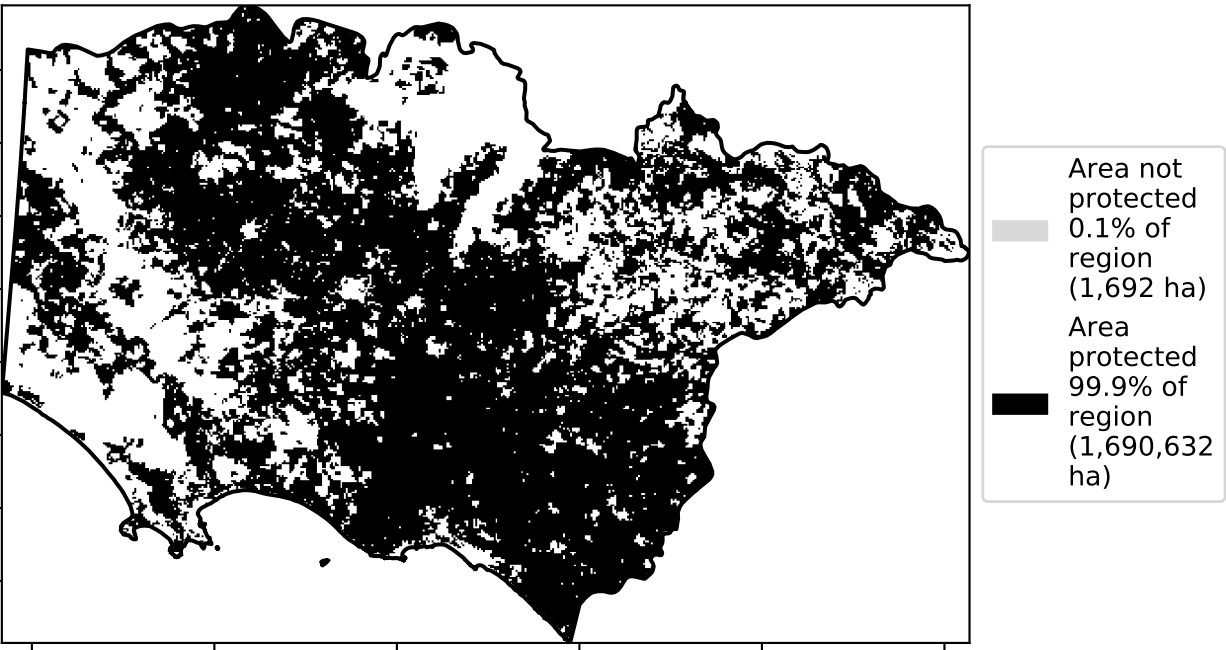 Area not
protected
0.1% of
region
(1,692 ha)
Area
protected
99.9% of
region
(1,690,632
ha)